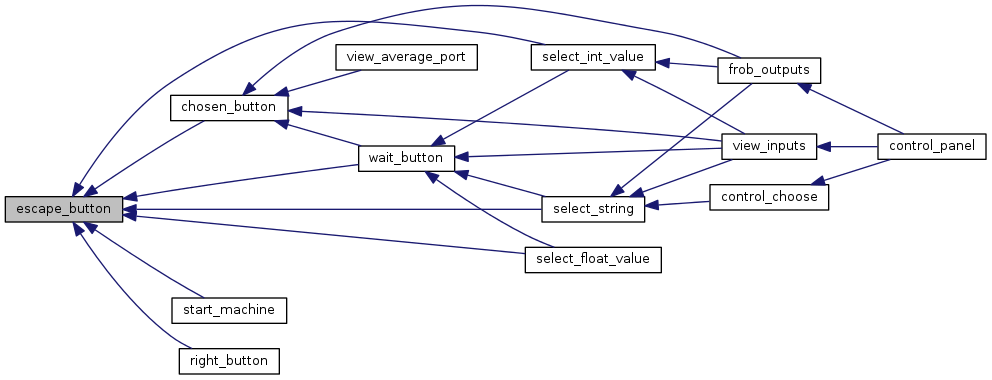 view_average_port
select_int_value
frob_outputs
chosen_button
wait_button
view_inputs
control_panel
escape_button
select_string
control_choose
select_float_value
start_machine
right_button